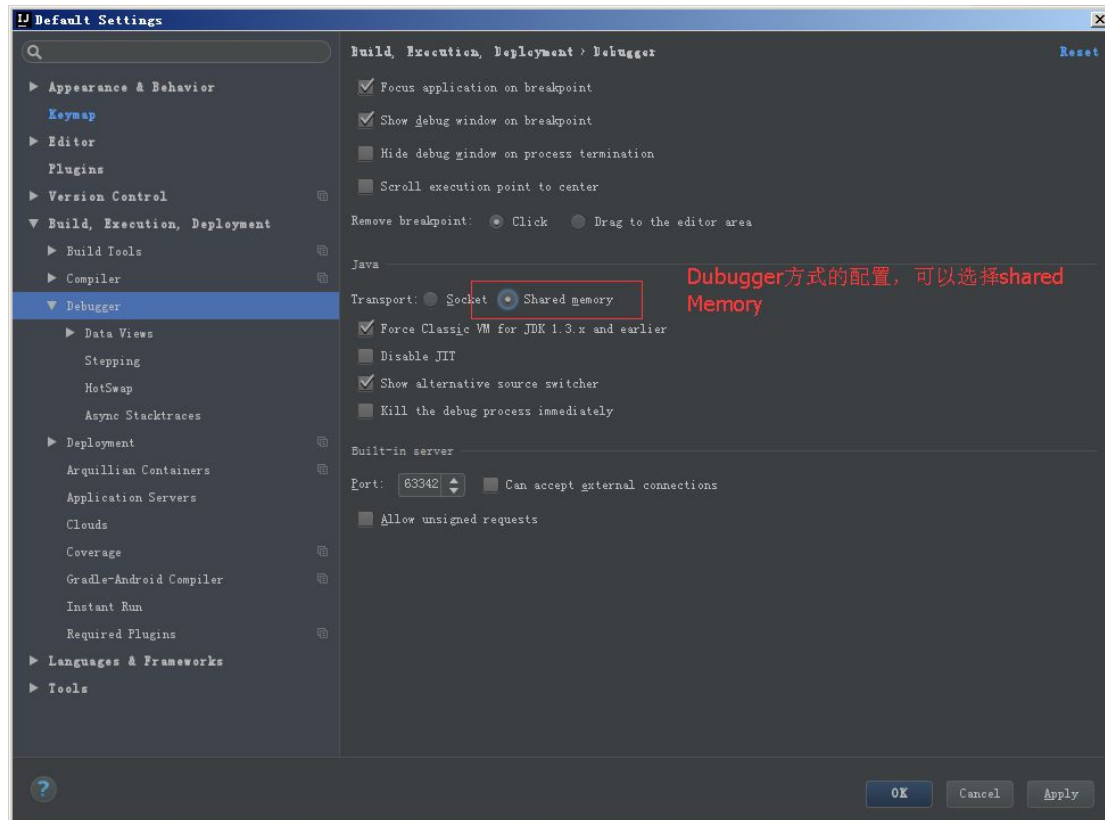 Default Settings
Build, Execution, Deployment › Debugger
Reset
Appearance & Behavior
Keymap
Editor
Plugins
Version Control
Build, Execution, Deployment
Build Tools
Compiler
Debugger
Data Views
Stepping
HotSwap
Async Stacktraces
Deployment
Arquillian Containers
Application Servers
Clouds
Coverage
Gradle-Android Compiler
Instant Run
Required Plugins
Languages & Frameworks
Tools
Focus application on breakpoint
Show debug window on breakpoint
Hide debug window on process termination
Scroll execution point to center
Remove breakpoint: Click Drag to the editor area
Java
Transport: Socket Shared memory
Dubugger方式的配置，可以选择shared
Memory
Force Classic VM for JDK 1.3.x and earlier
Disable JIT
Show alternative source switcher
Kill the debug process immediately
Built-in server
Port: 63342 Can accept external connections
Allow unsigned requests
?
OK Cancel Apply